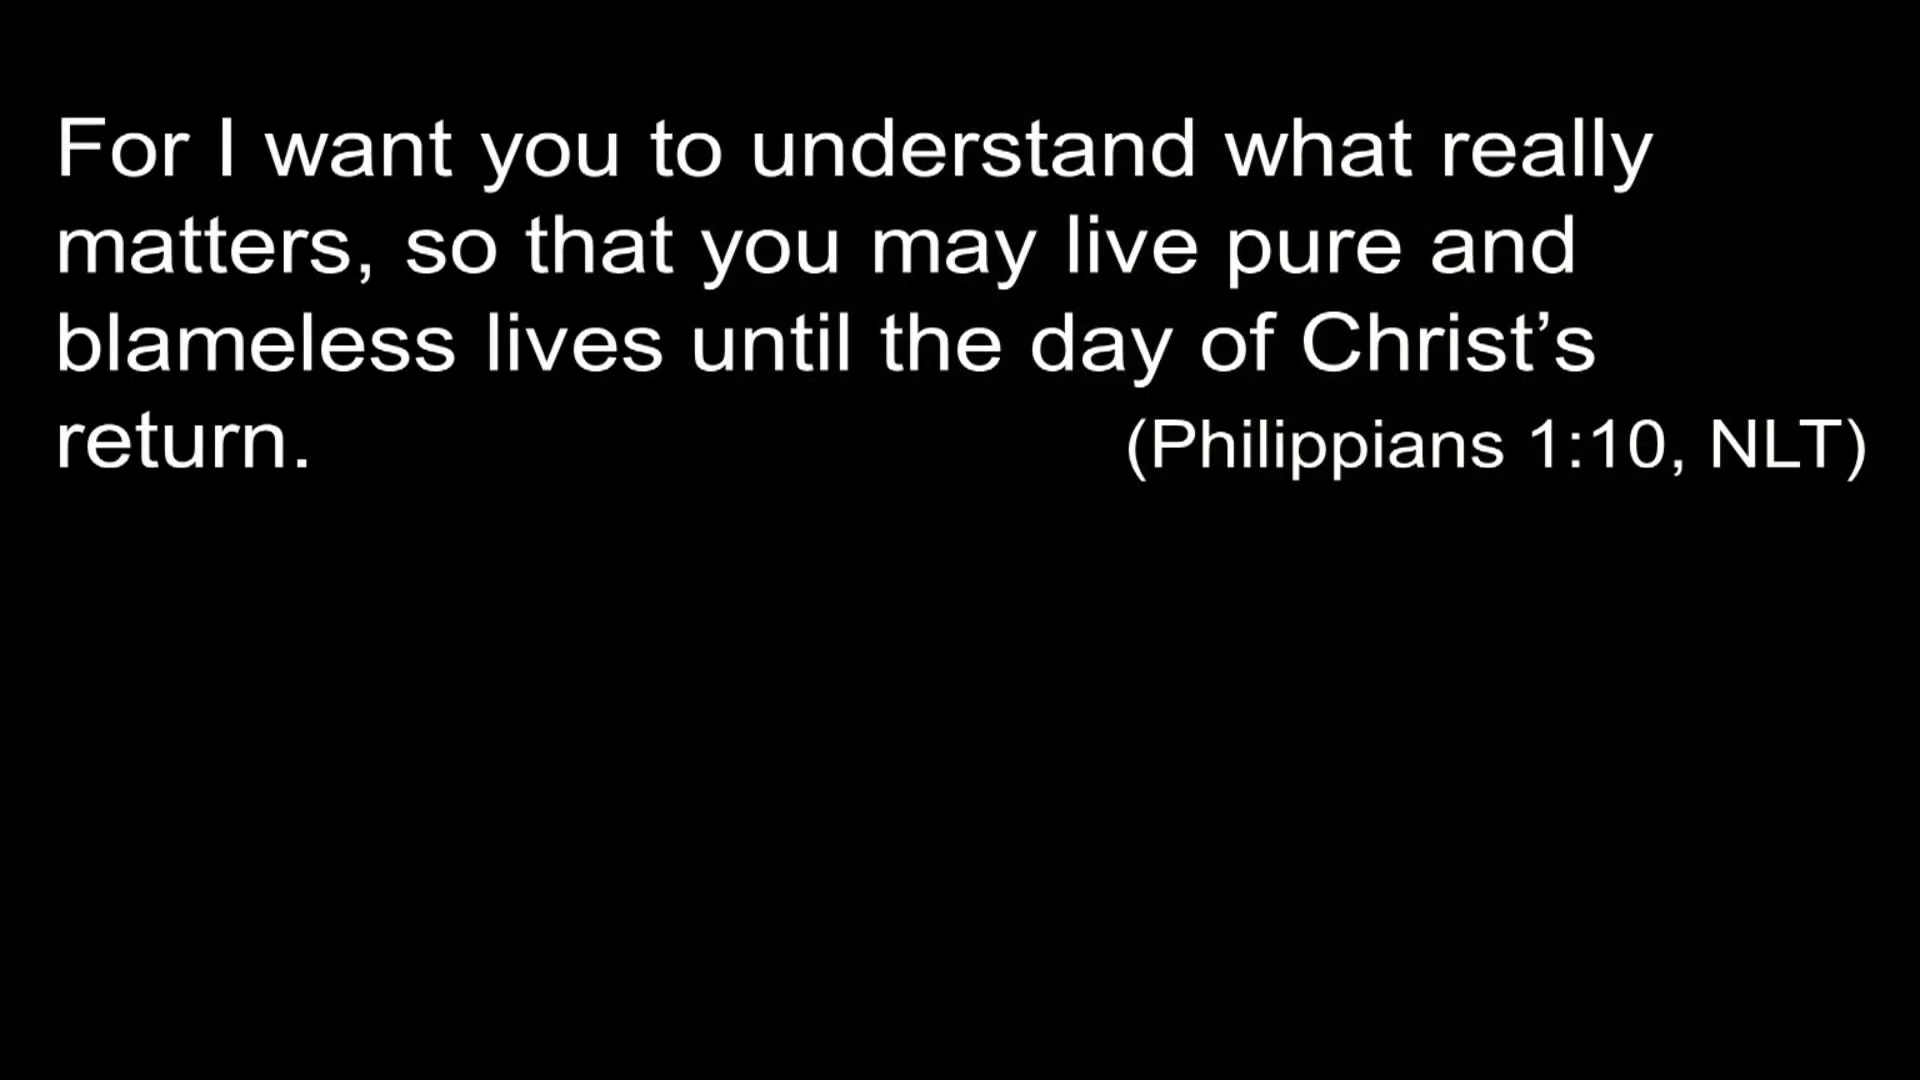 For I want you to understand what really
matters, so that you may live pure and
blameless lives until the day of Christ’s
return. (Philippians 1:10, NLT)